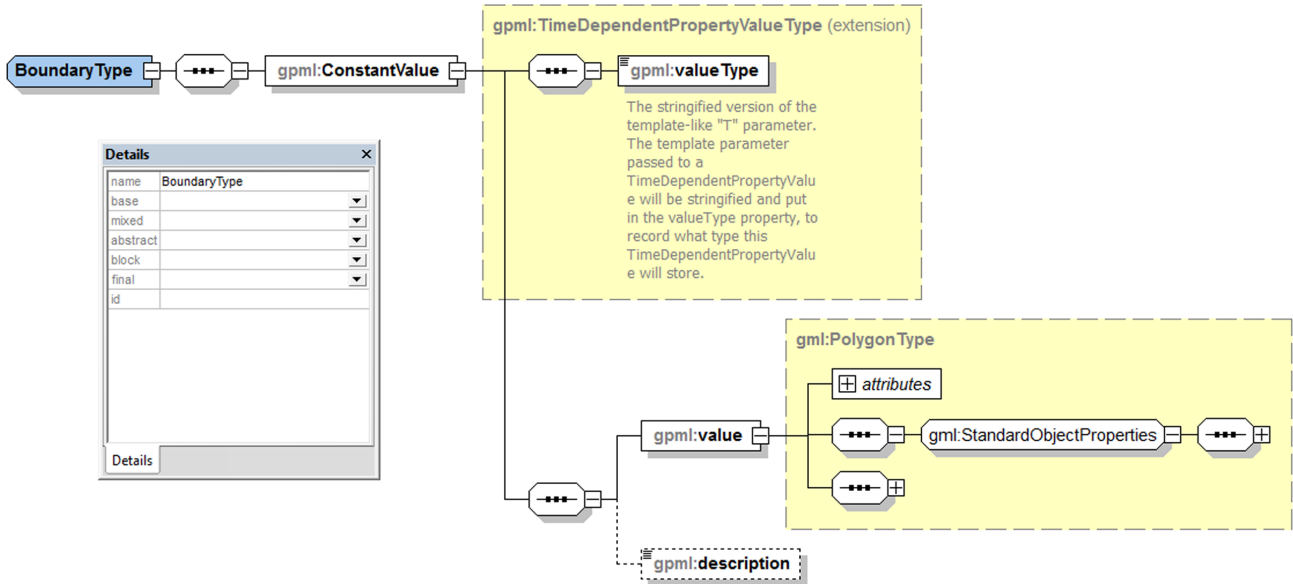 gpml:TimeDependentPropertyValueType (extension)
BoundaryType
gpml:ConstantValue
gpml:valueType
The stringified version of the
template-like "T" parameter.
The template parameter
passed to a
TimeDependentPropertyValu
e will be stringified and put
in the valueType property, to
record what type this
TimeDependentPropertyValu
e will store.
Details
name BoundaryType
base
mixed
abstract
block
final
id
Details
gml:PolygonType
attributes
gpml:value
gml:StandardObjectProperties
gpml:description